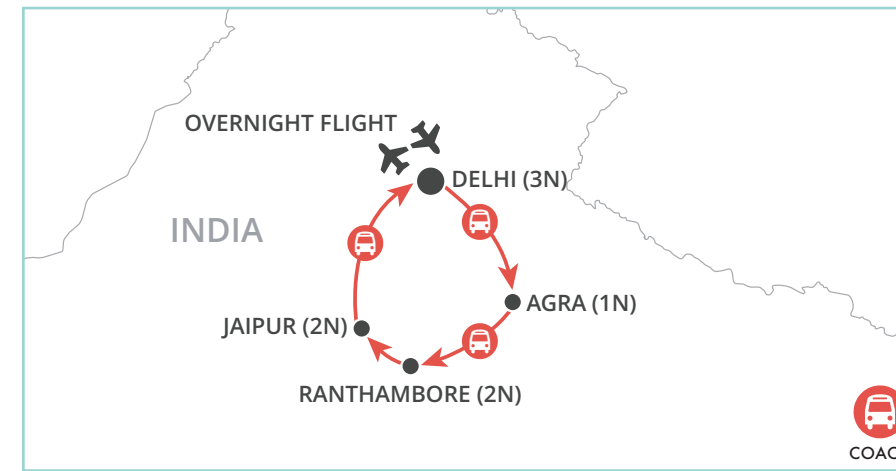 OVERNIGHT FLIGHT
DELHI (3N)
INDIA
AGRA (1N)
JAIPUR (2N)
RANTHAMBORE (2N)